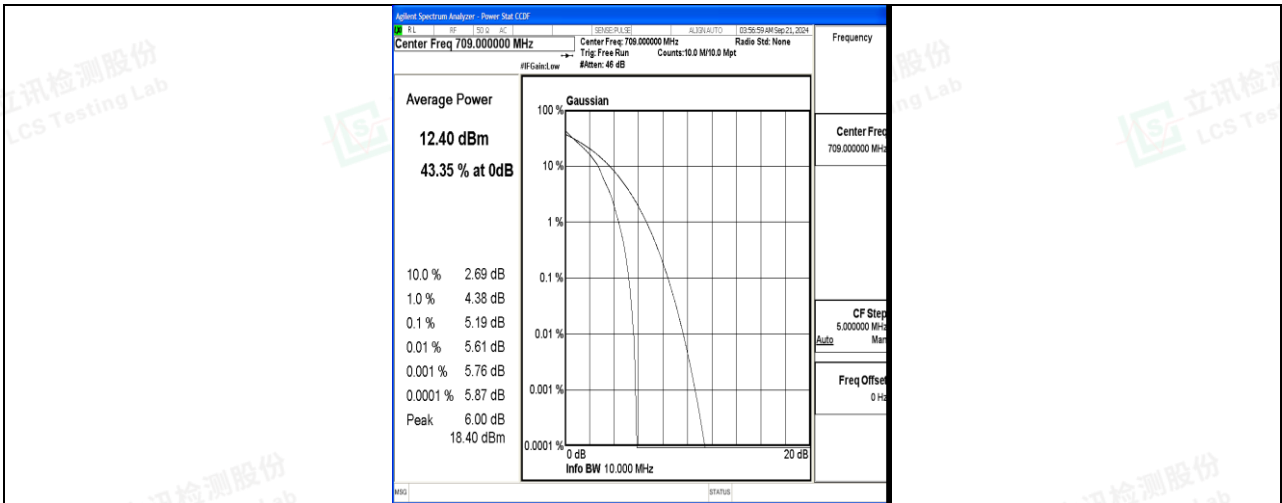 Agilent Spectrum Analyzer - Power Stat CCDF
RL RF 50 Ω AC SENSE:PULSE ALIGN AUTO 03:56:59 AM Sep 21, 2024
Center Freq 709.000000 MHz
Center Freq: 709.000000 MHz Radio Std: None
Trig: Free Run Counts:10.0 M/10.0 Mpt
#IFGain:Low #Atten: 46 dB
Frequency
Average Power
12.40 dBm
43.35 % at 0dB
10.0 % 2.69 dB
1.0 % 4.38 dB
0.1 % 5.19 dB
0.01 % 5.61 dB
0.001 % 5.76 dB
0.0001 % 5.87 dB
Peak 6.00 dB
18.40 dBm
Gaussian
100 %
10 %
1 %
0.1 %
0.01 %
0.001 %
0.0001 %
0 dB 20 dB
Info BW 10.000 MHz
Center Freq
709.000000 MHz
CF Step
5.000000 MHz
Auto Man
Freq Offset
0 Hz
MSG STATUS
立讯检测股份
LCS Testing Lab